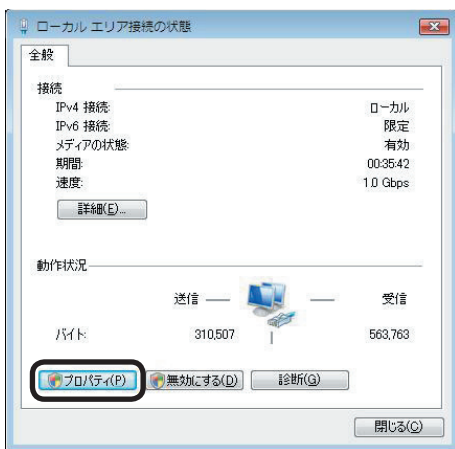 ローカル エリア接続の状態
全般
接続
IPv4 接続: ローカル
IPv6 接続: 限定
メディアの状態: 有効
期間: 00:35:42
速度: 1.0 Gbps
詳細(E)...
動作状況
送信 — — 受信
バイト: 310,507 | 563,763
プロパティ(P) 無効にする(D) 診断(G)
閉じる(C)